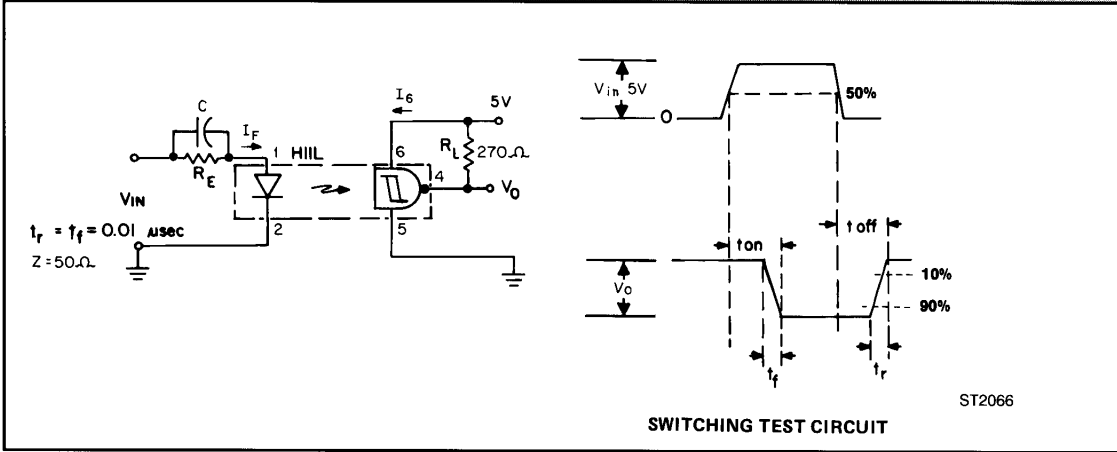 C
I_F
1 HIIL
R_E
V_IN
t_r = t_f = 0.01 µsec
Z = 50Ω
2
I_6
5V
6
R_L 270Ω
4
V_O
5
V_in 5V
50%
0
t on
t off
V_o
10%
90%
t_f
t_r
ST2066
SWITCHING TEST CIRCUIT